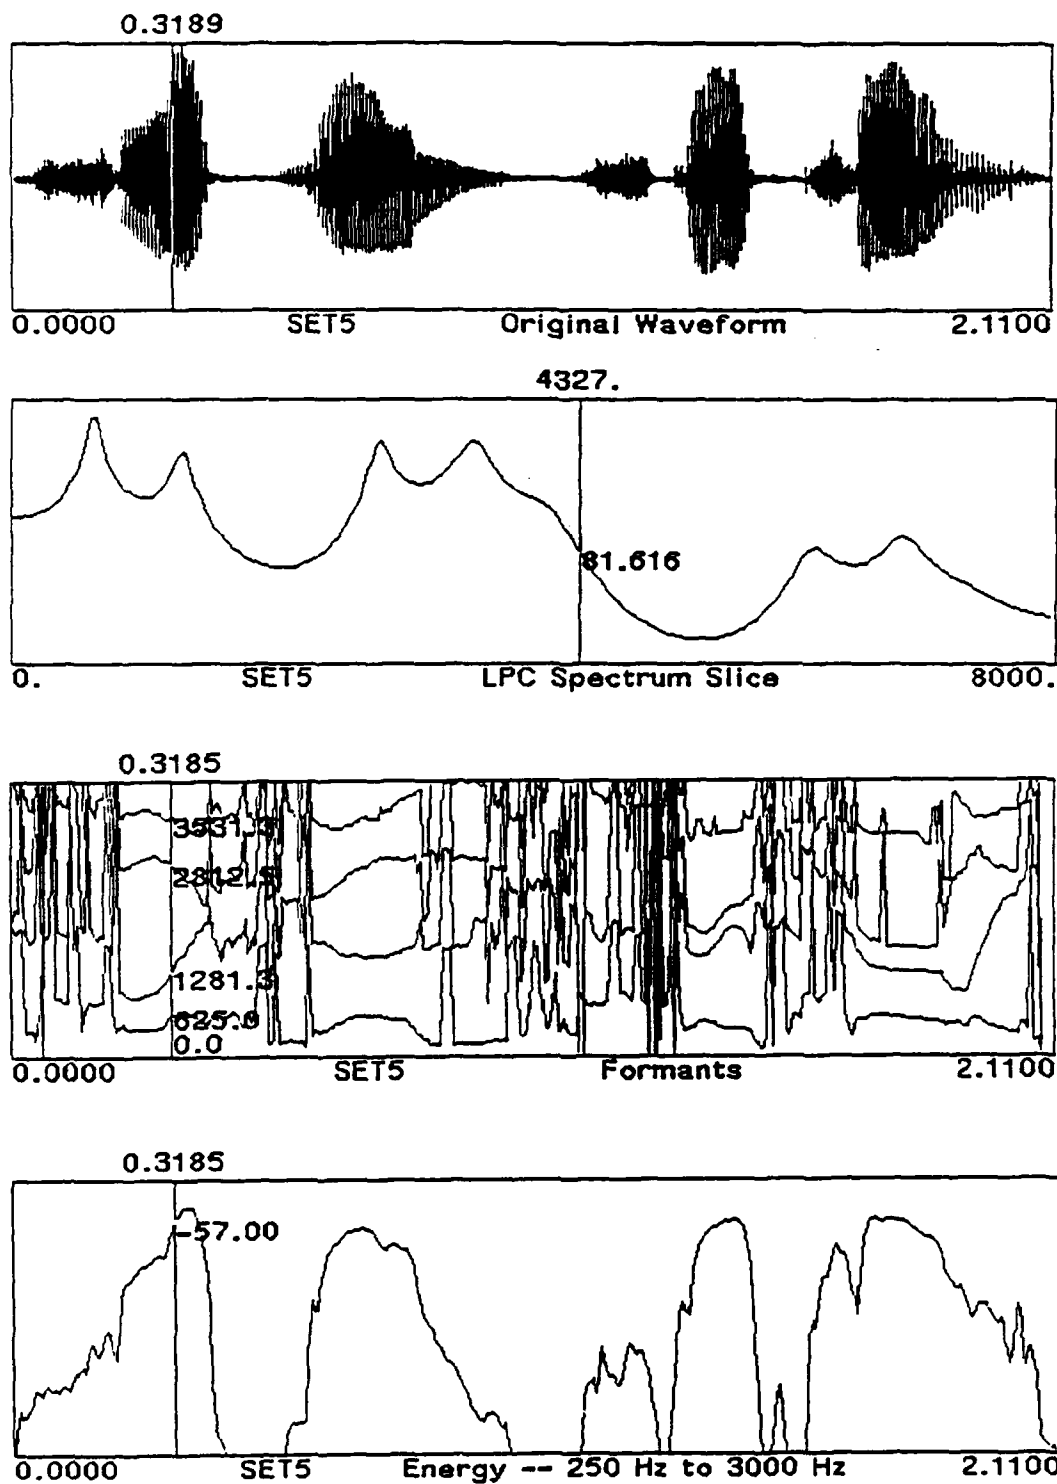 0.3189
0.0000 SET5 Original Waveform 2.1100
4327.
81.616
0. SET5 LPC Spectrum Slice 8000.
0.3185
3531.3
2812.5
1281.3
625.0
0.0
0.0000 SET5 Formants 2.1100
0.3185
-57.00
0.0000 SET5 Energy -- 250 Hz to 3000 Hz 2.1100